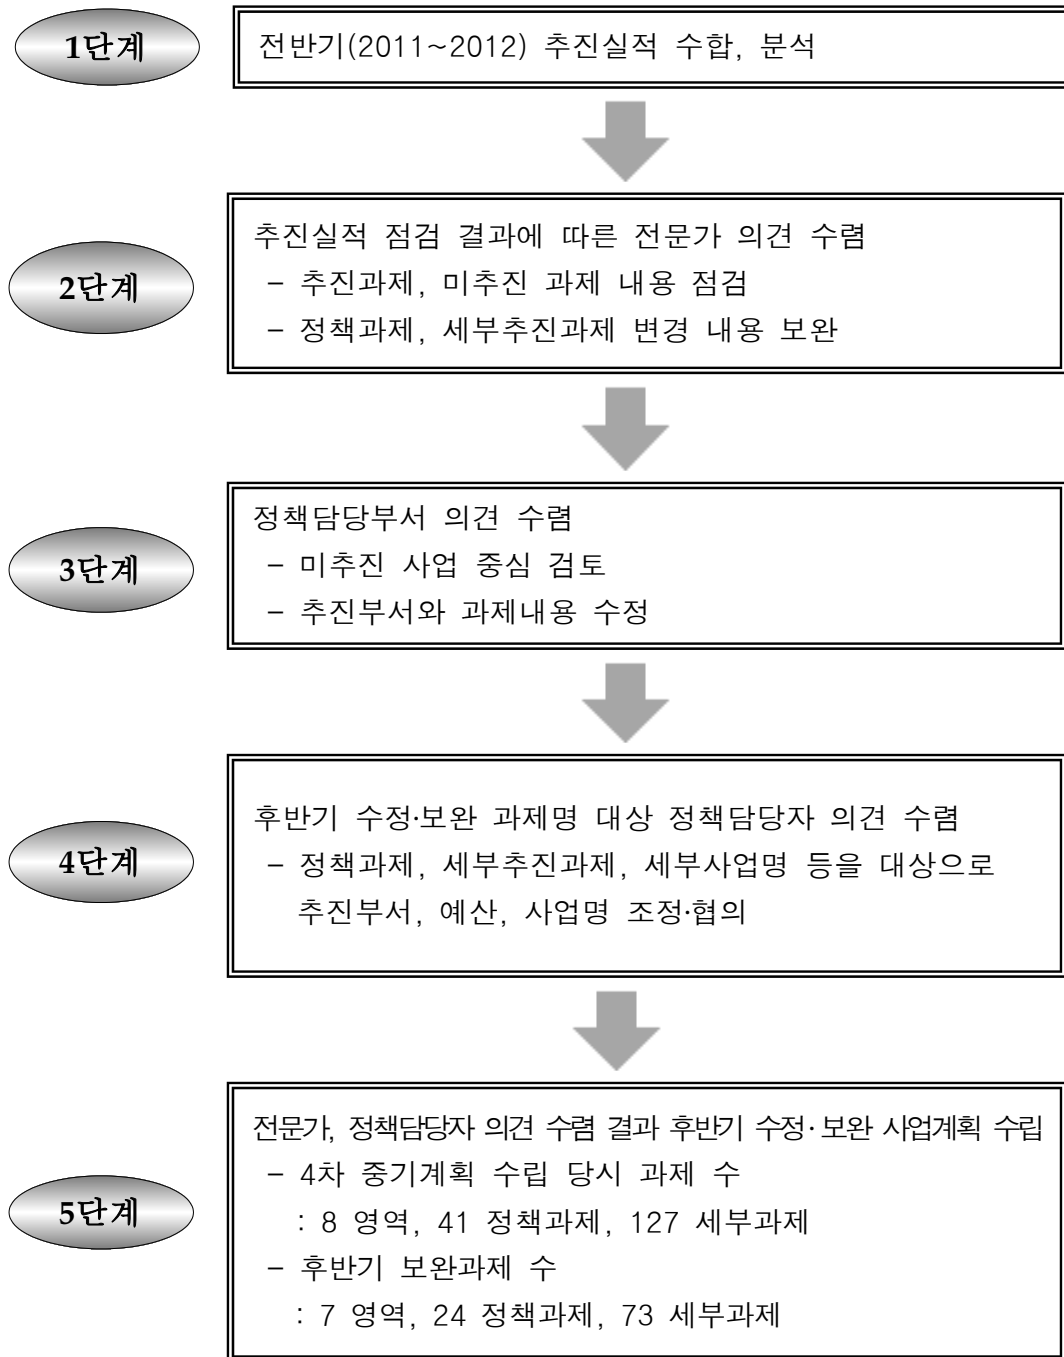 1단계
전반기(2011~2012) 추진실적 수합, 분석
2단계
추진실적 점검 결과에 따른 전문가 의견 수렴
– 추진과제, 미추진 과제 내용 점검
– 정책과제, 세부추진과제 변경 내용 보완
3단계
정책담당부서 의견 수렴
– 미추진 사업 중심 검토
– 추진부서와 과제내용 수정
4단계
후반기 수정·보완 과제명 대상 정책담당자 의견 수렴
– 정책과제, 세부추진과제, 세부사업명 등을 대상으로
추진부서, 예산, 사업명 조정·협의
5단계
전문가, 정책담당자 의견 수렴 결과 후반기 수정·보완 사업계획 수립
– 4차 중기계획 수립 당시 과제 수
: 8 영역, 41 정책과제, 127 세부과제
– 후반기 보완과제 수
: 7 영역, 24 정책과제, 73 세부과제